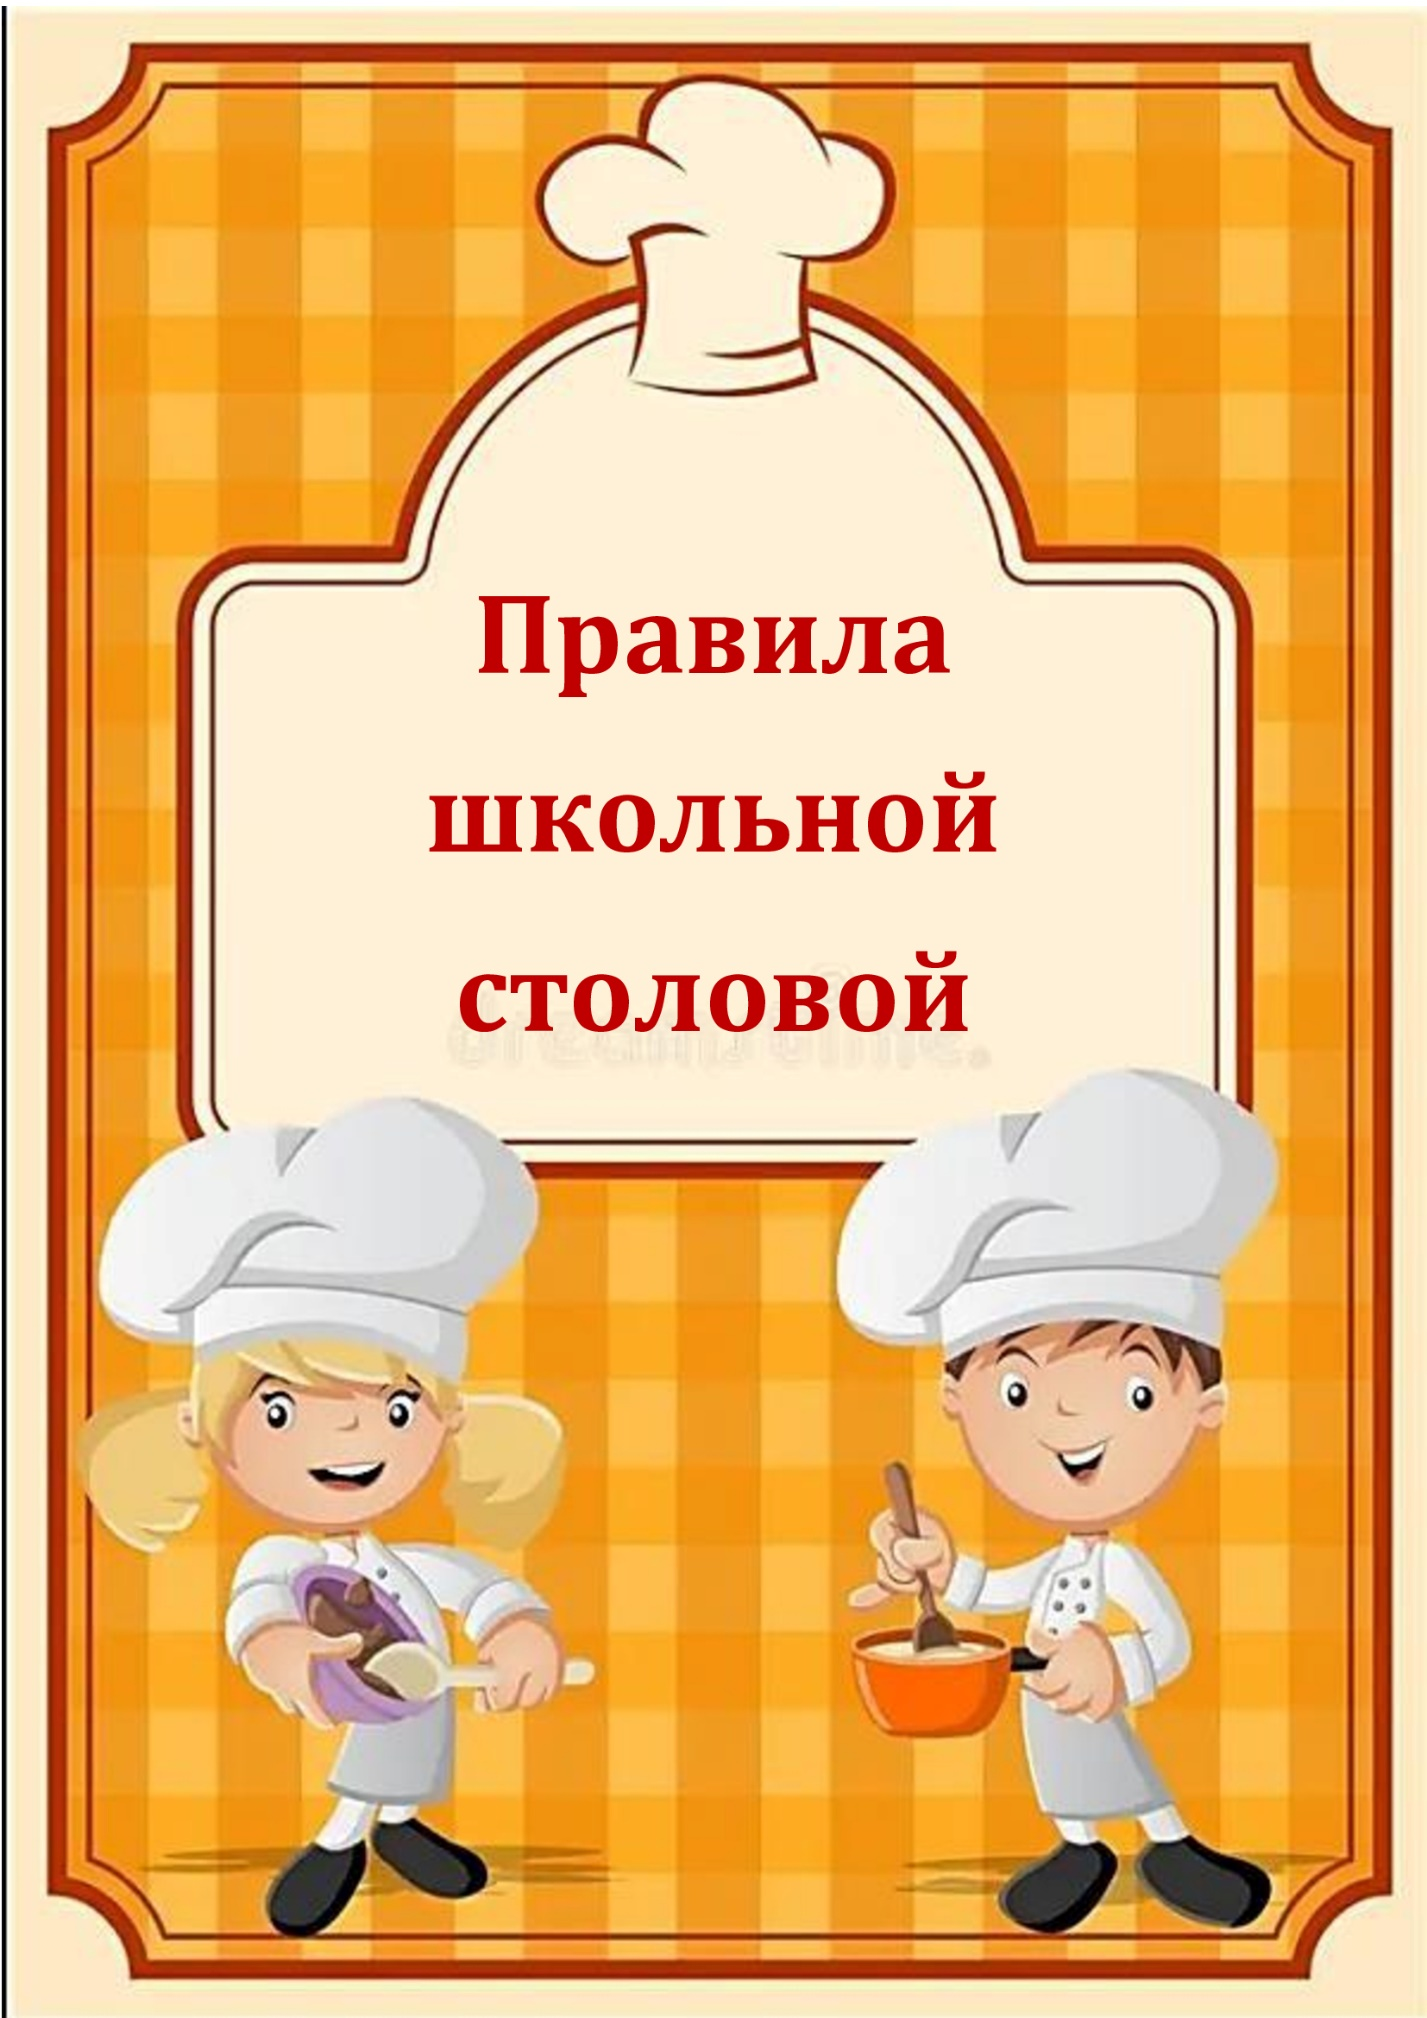 Правила
школьной
столовой